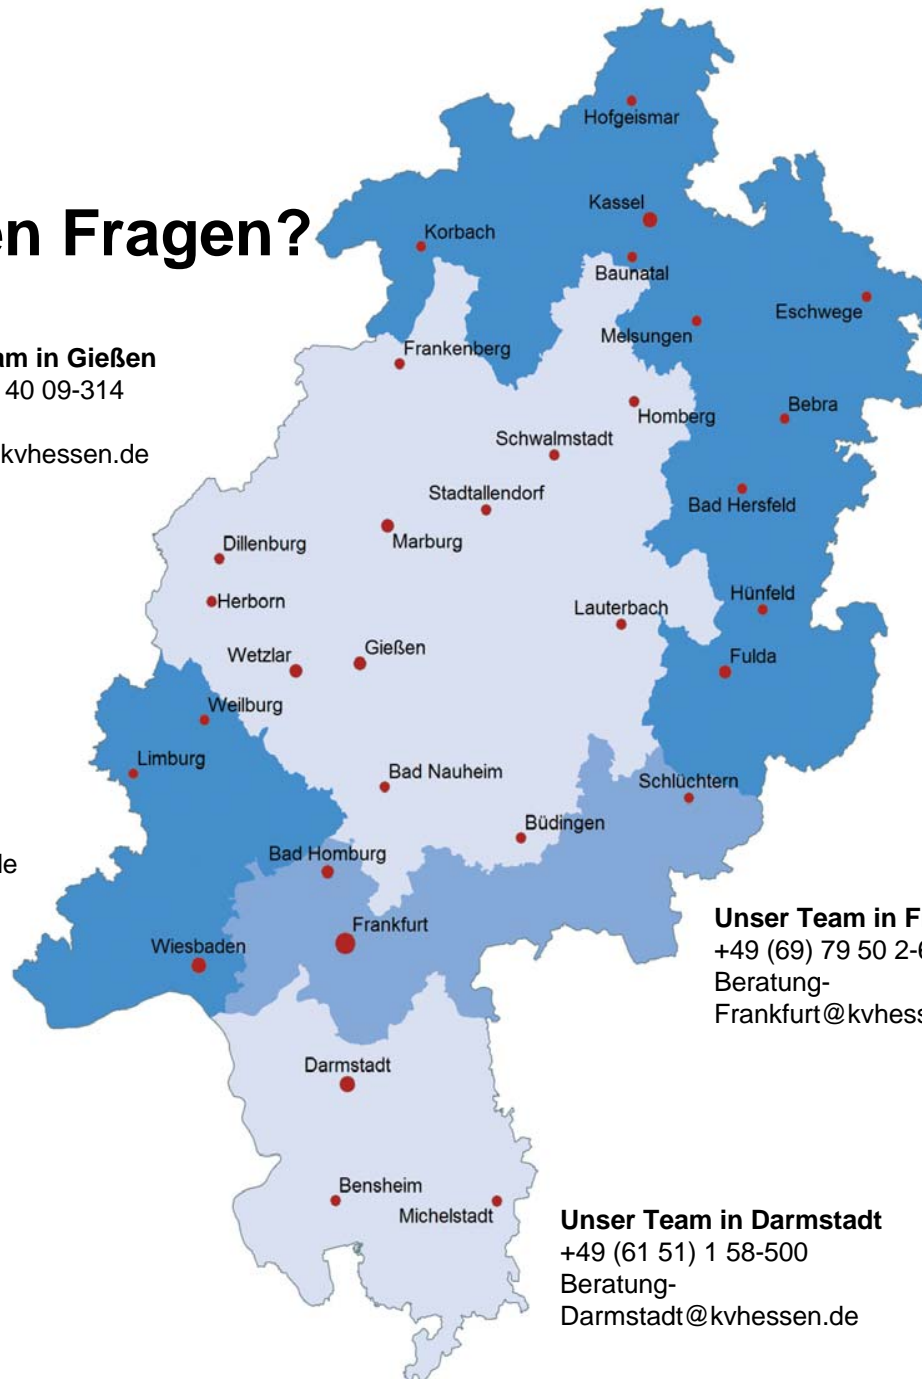 en Fragen?
am in Gießen
40 09-314
kvhessen.de
de
Unser Team in F
+49 (69) 79 50 2-6
Beratung-
Frankfurt@kvhess
Unser Team in Darmstadt
+49 (61 51) 1 58-500
Beratung-
Darmstadt@kvhessen.de
Hofgeismar
Kassel
Korbach
Baunatal
Eschwege
Melsungen
Frankenberg
Bebra
Homberg
Schwalmstadt
Stadtallendorf
Bad Hersfeld
Marburg
Dillenburg
Hünfeld
Herborn
Lauterbach
Gießen
Wetzlar
Fulda
Weilburg
Limburg
Bad Nauheim
Schlüchtern
Büdingen
Bad Homburg
Frankfurt
Wiesbaden
Darmstadt
Bensheim
Michelstadt